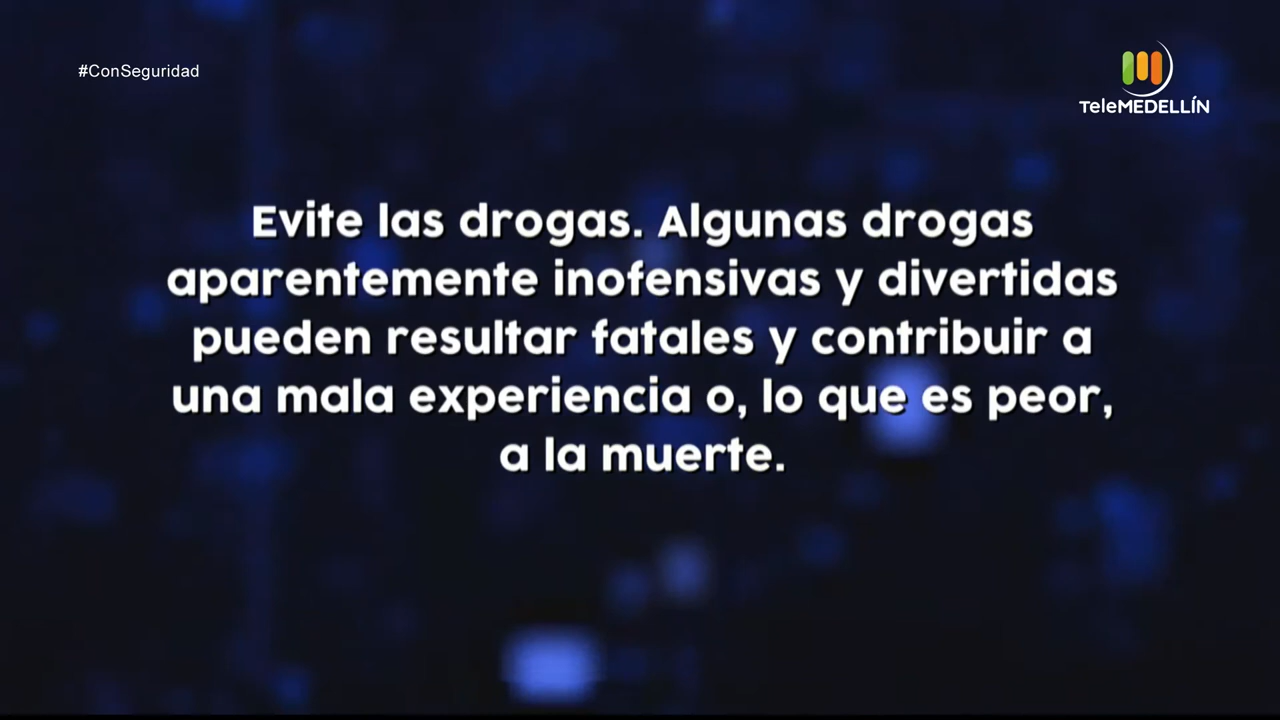 #ConSeguridad
TeleMEDELLÍN
Evite las drogas. Algunas drogas
aparentemente inofensivas y divertidas
pueden resultar fatales y contribuir a
una mala experiencia o, lo que es peor,
a la muerte.